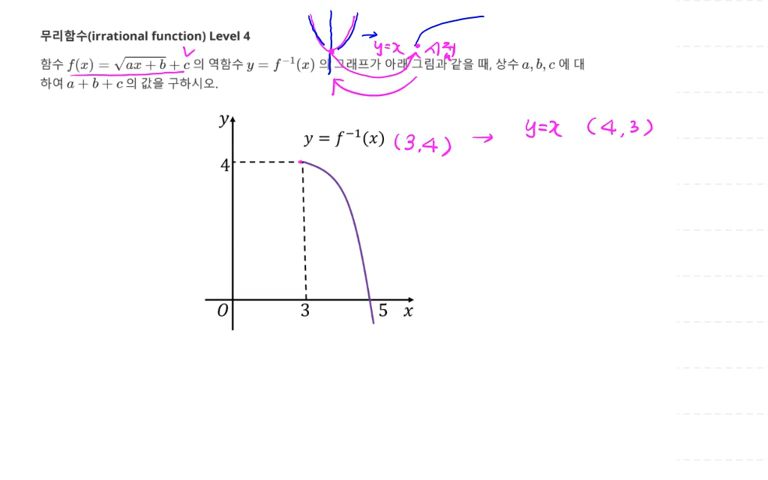 무리함수(irrational function) Level 4
y=x 시작
함수 f(x) = √(ax + b) + c의 역함수 y = f⁻¹(x) 의 그래프가 아래 그림과 같을 때, 상수 a, b, c 에 대
하여 a + b + c 의 값을 구하시오.
y
y = f⁻¹(x) (3,4) → y=x (4,3)
4
O 3 5 x